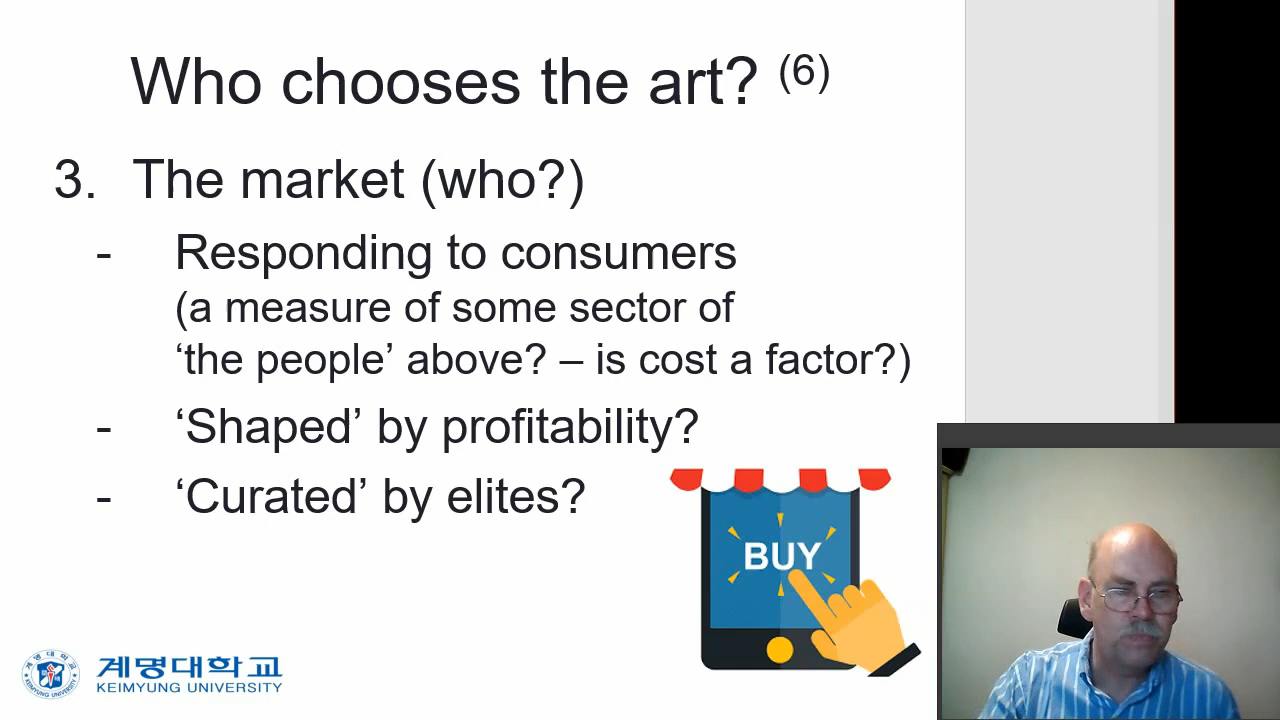 Who chooses the art? (6)
3. The market (who?)
- Responding to consumers
(a measure of some sector of
‘the people’ above? – is cost a factor?)
- ‘Shaped’ by profitability?
- ‘Curated’ by elites?
BUY
계명대학교
KEIMYUNG UNIVERSITY